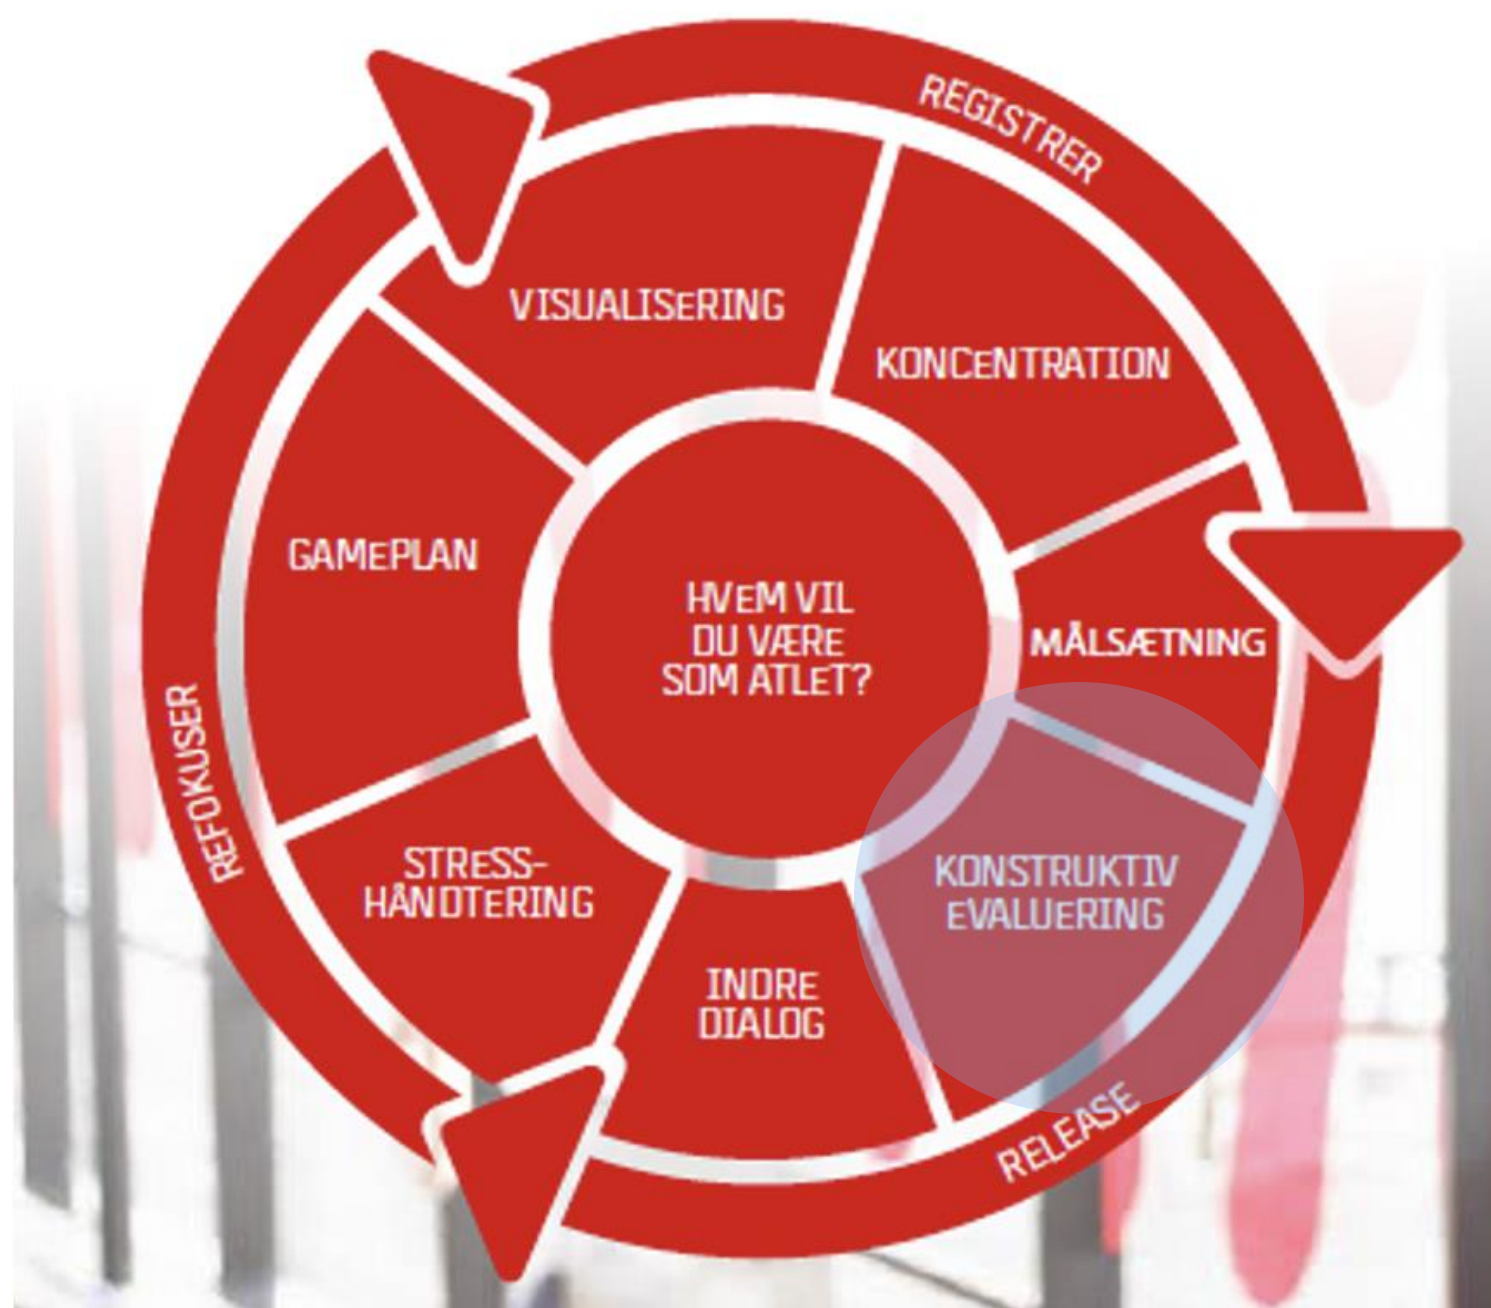 REGISTRER
VISUALISERING
KONCENTRATION
GAMEPLAN
HVEM VIL
DU VÆRE
SOM ATLET?
MÅLSÆTNING
REFOKUSER
STRESS-
HÅNDTERING
KONSTRUKTIV
EVALUERING
INDRE
DIALOG
RELEASE